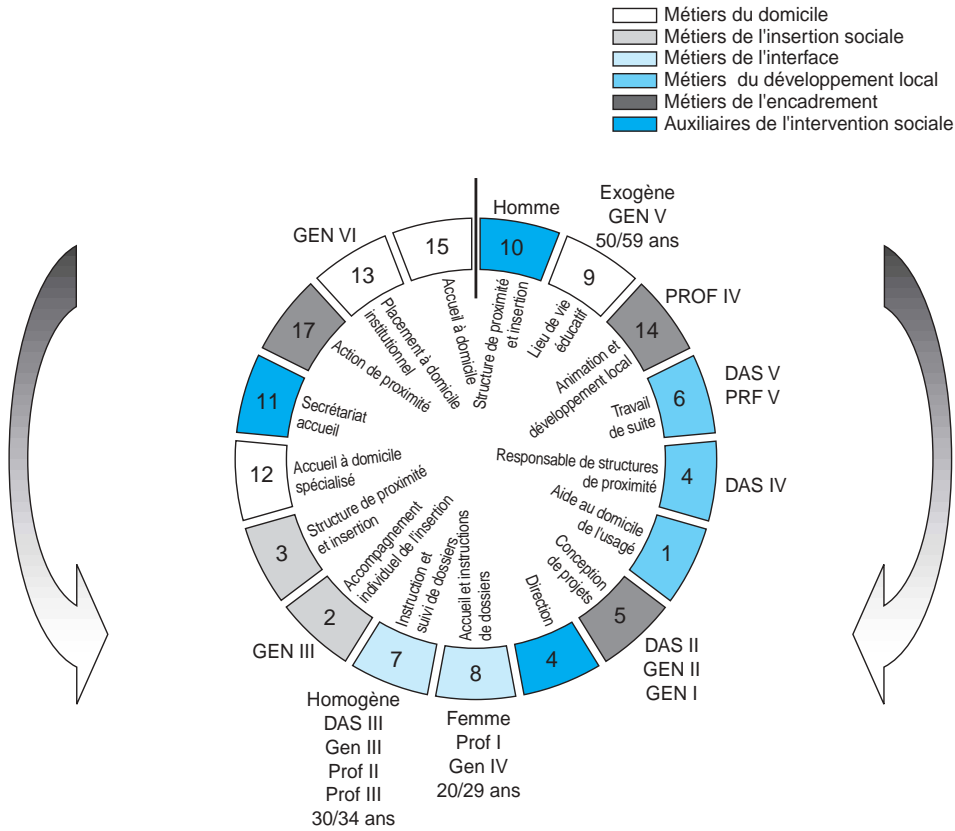 Métiers du domicile
Métiers de l'insertion sociale
Métiers de l'interface
Métiers du développement local
Métiers de l'encadrement
Auxiliaires de l'intervention sociale
Homme
Exogène
GEN V
50/59 ans
PROF IV
DAS V
PRF V
DAS IV
DAS II
GEN II
GEN I
Femme
Prof I
Gen IV
20/29 ans
Homogène
DAS III
Gen III
Prof II
Prof III
30/34 ans
GEN III
GEN VI
10
Structure de proximité
et insertion
9
Lieu de vie
éducatif
14
Animation et
développement local
6
Travail
de suite
4
Responsable de structures
de proximité
1
Aide au domicile
de l'usagé
5
Conception
de projets
4
Direction
8
Accueil et instructions
de dossiers
7
Instruction et
suivi de dossiers
2
Accompagnement
individuel de l'insertion
3
Structure de proximité
et insertion
12
Accueil à domicile
spécialisé
11
Secrétariat
accueil
17
Action de proximité
13
Placement à domicile
institutionnel
15
Accueil à domicile